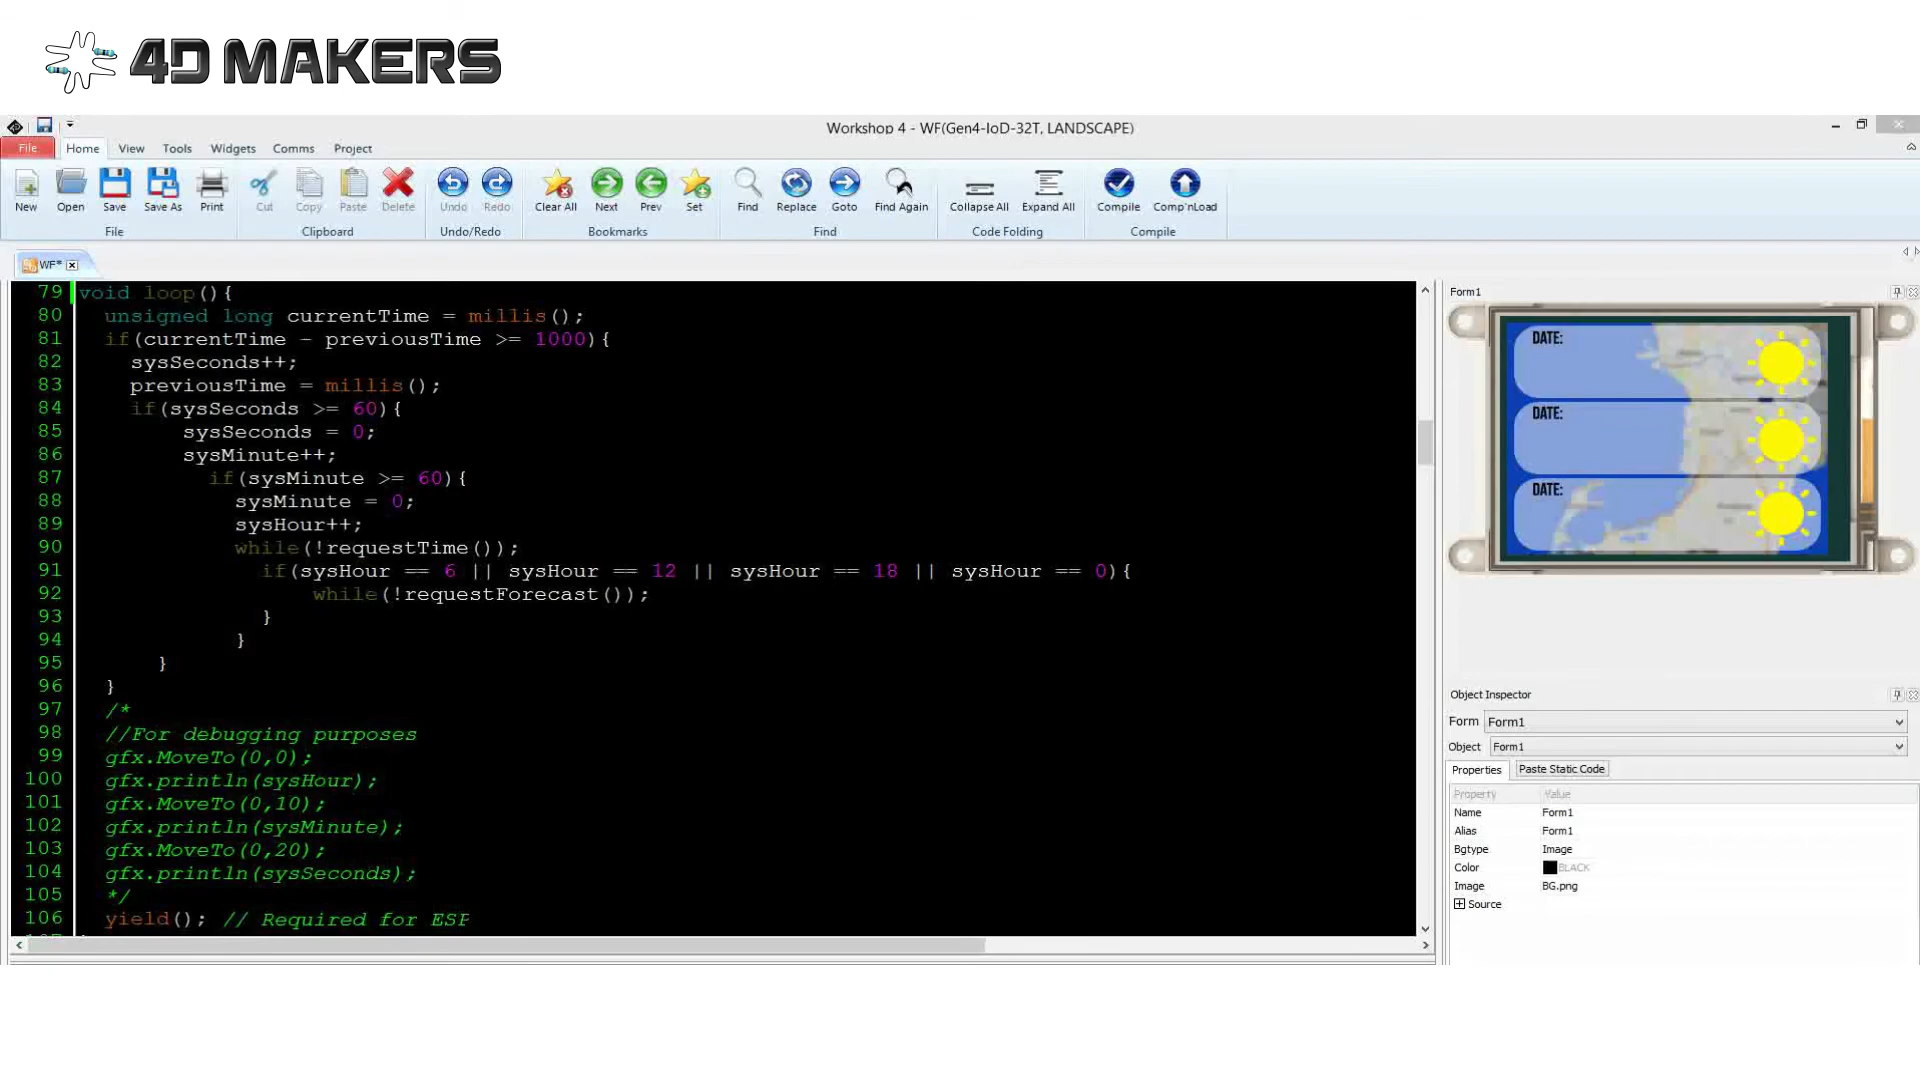 4D MAKERS
Workshop 4 - WF(Gen4-IoD-32T, LANDSCAPE)
File Home View Tools Widgets Comms Project
New Open Save Save As Print Cut Copy Paste Delete Undo Redo Clear All Next Prev Set Find Replace Goto Find Again Collapse All Expand All Compile Comp'nLoad
File Clipboard Undo/Redo Bookmarks Find Code Folding Compile
WF*
79 void loop(){
80 unsigned long currentTime = millis();
81 if(currentTime - previousTime >= 1000){
82 sysSeconds++;
83 previousTime = millis();
84 if(sysSeconds >= 60){
85 sysSeconds = 0;
86 sysMinute++;
87 if(sysMinute >= 60){
88 sysMinute = 0;
89 sysHour++;
90 while(!requestTime());
91 if(sysHour == 6 || sysHour == 12 || sysHour == 18 || sysHour == 0){
92 while(!requestForecast());
93 }
94 }
95 }
96 }
97 /*
98 //For debugging purposes
99 gfx.MoveTo(0,0);
100 gfx.println(sysHour);
101 gfx.MoveTo(0,10);
102 gfx.println(sysMinute);
103 gfx.MoveTo(0,20);
104 gfx.println(sysSeconds);
105 */
106 yield(); // Required for ESP
Form1
DATE:
DATE:
DATE:
Object Inspector
Form Form1
Object Form1
Properties Paste Static Code
Property Value
Name Form1
Alias Form1
Bgtype Image
Color BLACK
Image BG.png
Source